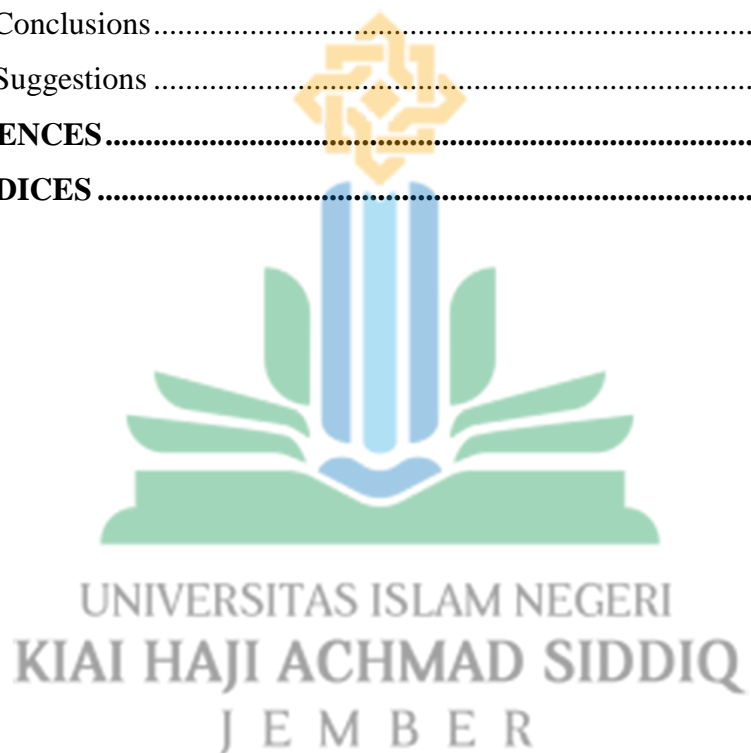 Conclusions........................................................................
Suggestions ........................................................................
ENCES..............................................................................
DICES ..............................................................................
UNIVERSITAS ISLAM NEGERI
KIAI HAJI ACHMAD SIDDIQ
J E M B E R